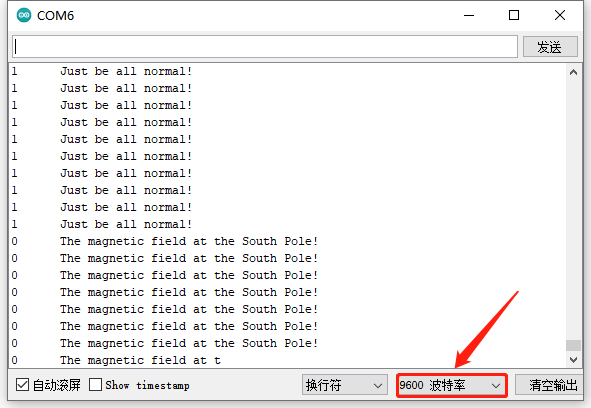 COM6
发送
1 Just be all normal!
1 Just be all normal!
1 Just be all normal!
1 Just be all normal!
1 Just be all normal!
1 Just be all normal!
1 Just be all normal!
1 Just be all normal!
1 Just be all normal!
1 Just be all normal!
0 The magnetic field at the South Pole!
0 The magnetic field at the South Pole!
0 The magnetic field at the South Pole!
0 The magnetic field at the South Pole!
0 The magnetic field at the South Pole!
0 The magnetic field at the South Pole!
0 The magnetic field at the South Pole!
0 The magnetic field at t
自动滚屏 Show timestamp 换行符 9600 波特率 清空输出